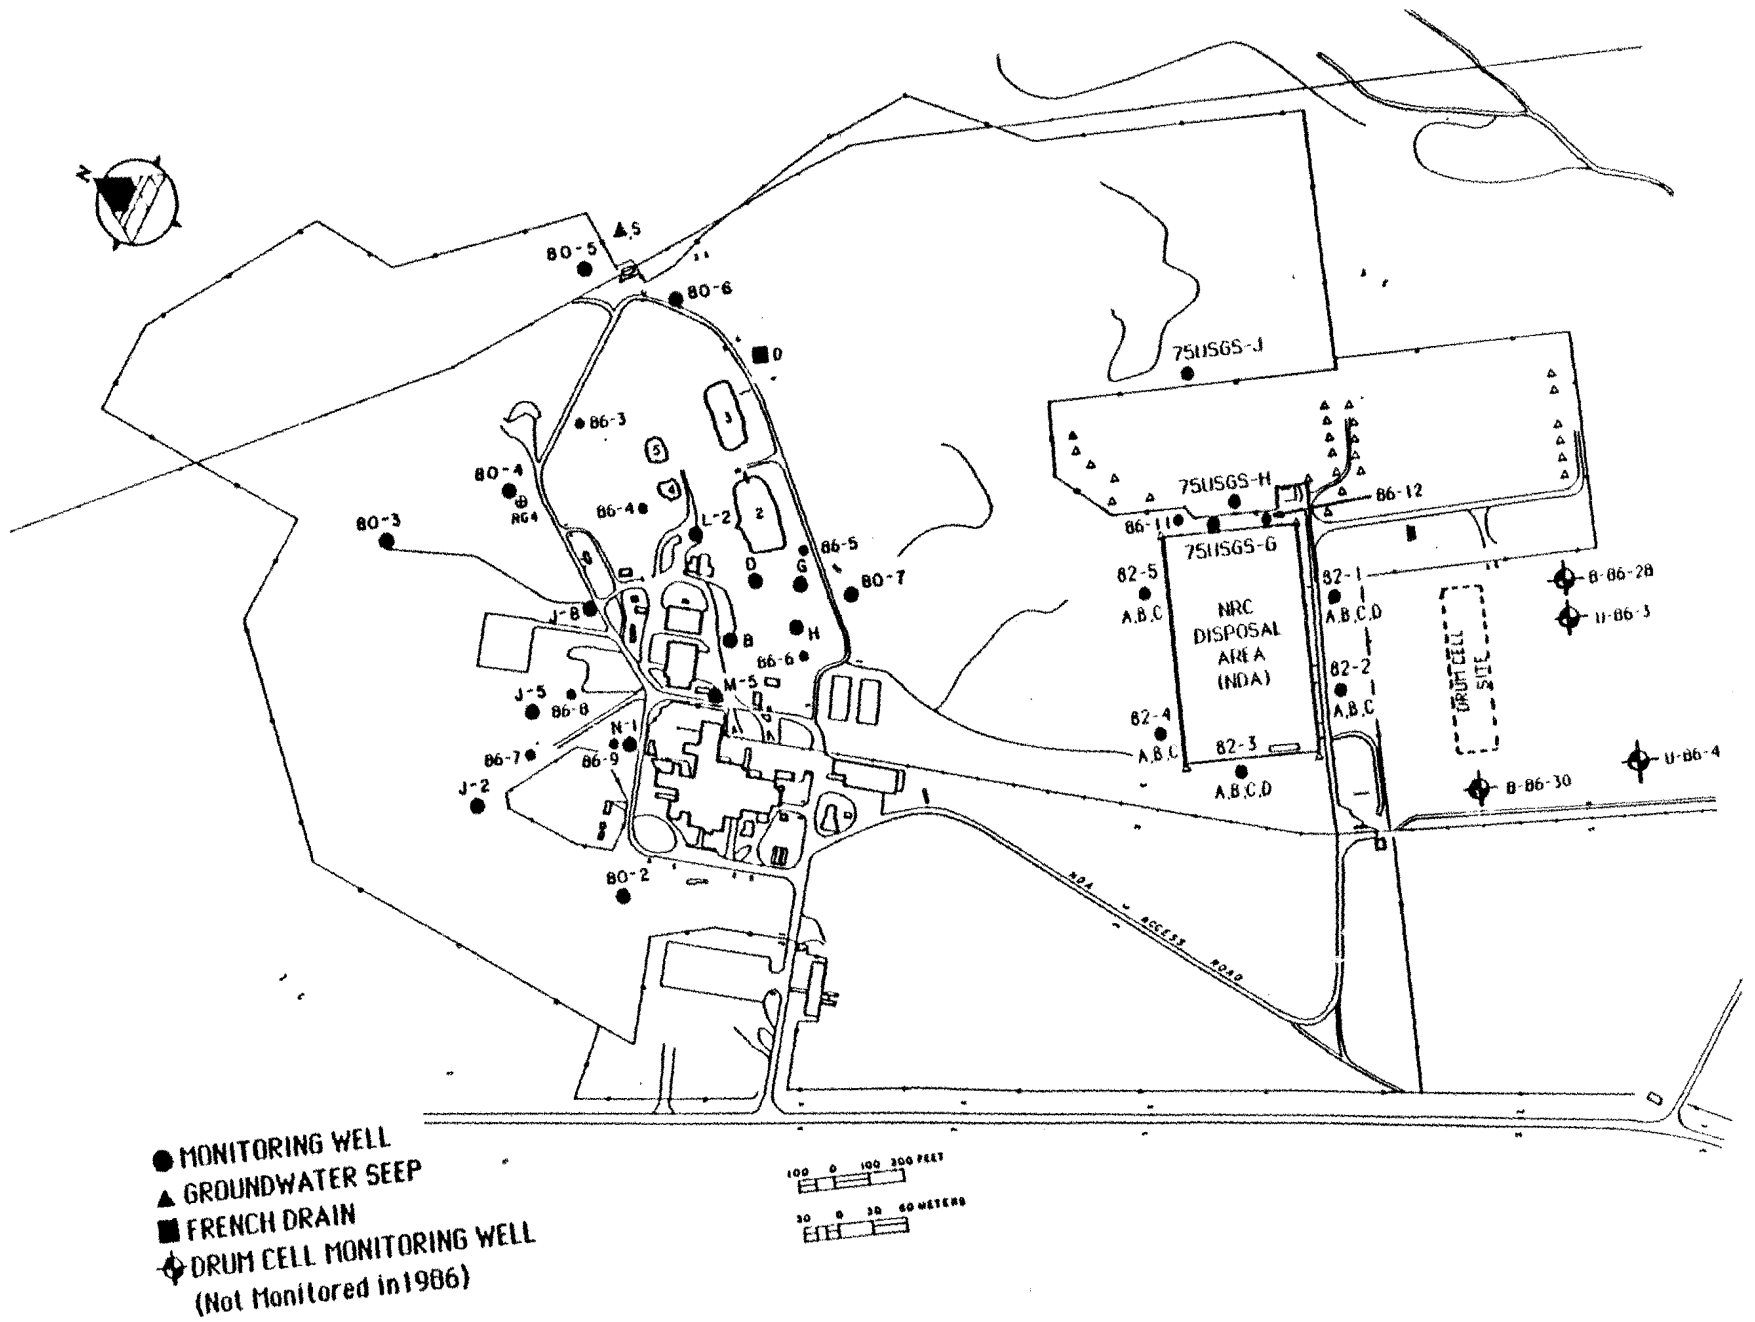 N
S
80-5
80-6
D
75USGS-J
86-3
3
5
80-4
RG4
4
86-4
L-2
2
75USGS-H
86-12
86-11
75USGS-G
80-3
86-5
D
G
80-7
82-5
A,B,C
82-1
A,B,C,D
NRC
DISPOSAL
AREA
(NDA)
B-86-28
U-86-3
DRUM CELL
SITE
J-8
B
H
86-6
82-2
A,B,C
M-5
J-5
86-8
N-1
86-7
86-9
82-4
A,B,C
82-3
A,B,C,D
U-86-4
B-86-30
J-2
80-2
NDA ACCESS ROAD
MONITORING WELL
GROUNDWATER SEEP
FRENCH DRAIN
DRUM CELL MONITORING WELL
(Not Monitored in 1986)
100 0 100 200 FEET
30 0 30 60 METERS